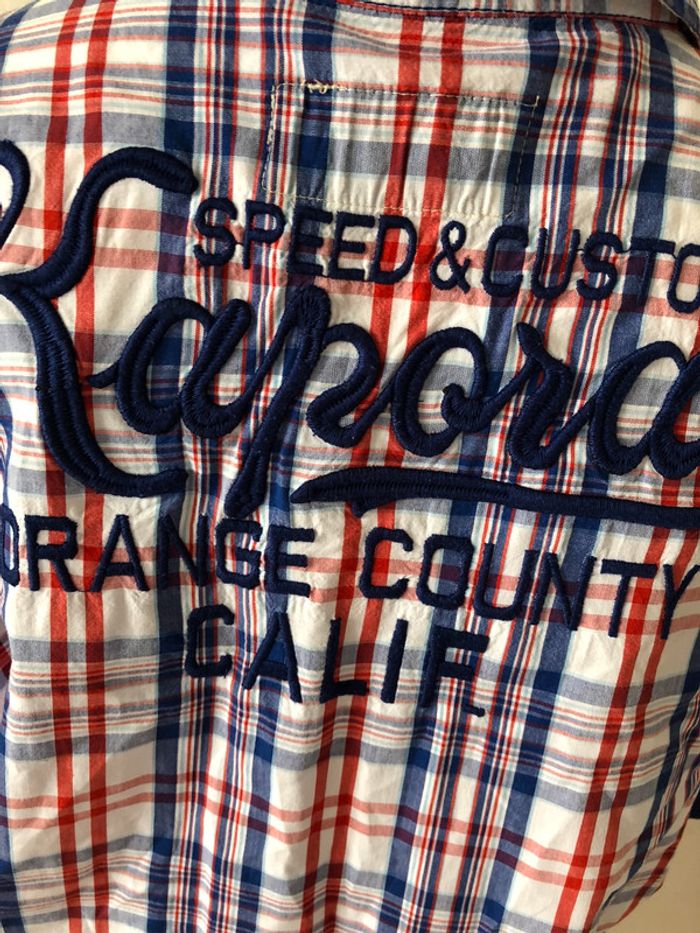 SPEED & CUSTO
Kapora
ORANGE COUNTY
CALIF.